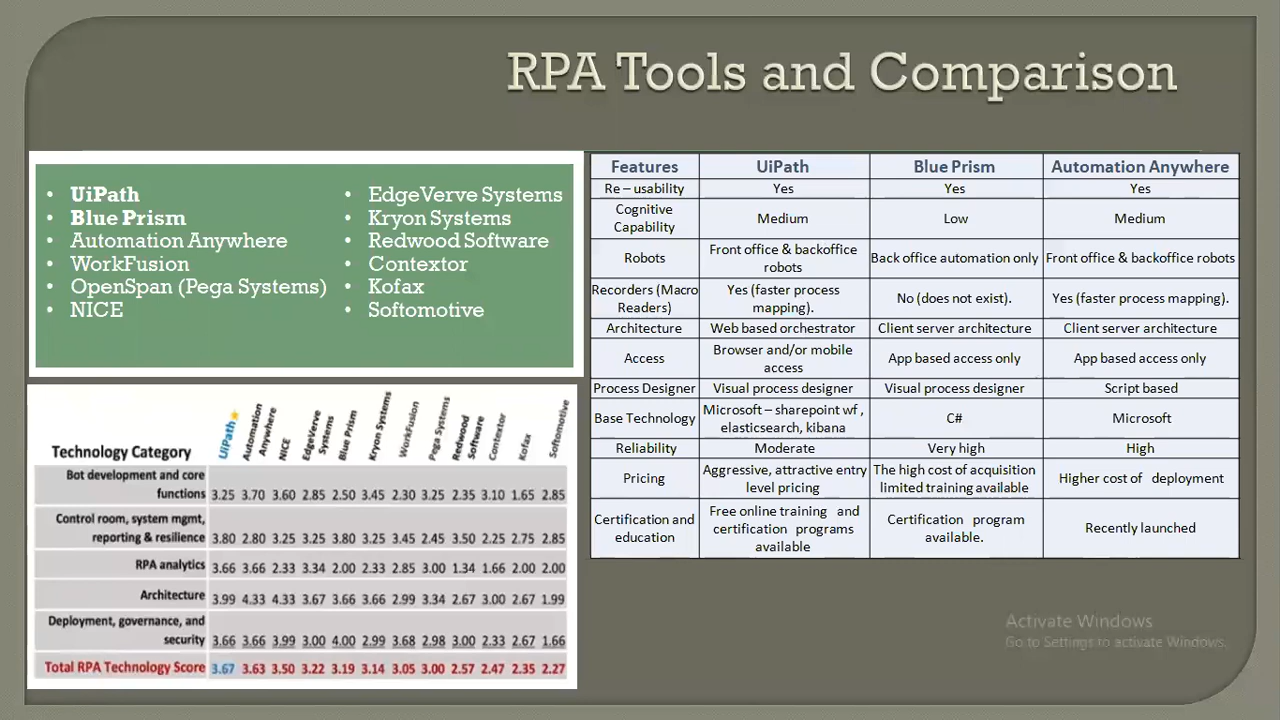 RPA Tools and Comparison
• UiPath
• Blue Prism
• Automation Anywhere
• WorkFusion
• OpenSpan (Pega Systems)
• NICE
• EdgeVerve Systems
• Kryon Systems
• Redwood Software
• Contextor
• Kofax
• Softomotive
Features UiPath Blue Prism Automation Anywhere
Re – usability Yes Yes Yes
Cognitive Capability Medium Low Medium
Robots Front office & backoffice robots Back office automation only Front office & backoffice robots
Recorders (Macro Readers) Yes (faster process mapping). No (does not exist). Yes (faster process mapping).
Architecture Web based orchestrator Client server architecture Client server architecture
Access Browser and/or mobile access App based access only App based access only
Process Designer Visual process designer Visual process designer Script based
Base Technology Microsoft – sharepoint wf , elasticsearch, kibana C# Microsoft
Reliability Moderate Very high High
Pricing Aggressive, attractive entry level pricing The high cost of acquisition limited training available Higher cost of deployment
Certification and education Free online training and certification programs available Certification program available. Recently launched
Technology Category UiPath Automation Anywhere NICE EdgeVerve Systems Blue Prism Kryon Systems WorkFusion Pega Systems Redwood Software Contextor Kofax Softomotive
Bot development and core functions 3.25 3.70 3.60 2.85 2.50 3.45 2.30 3.25 2.35 3.10 1.65 2.85
Control room, system mgmt, reporting & resilience 3.80 2.80 3.25 3.25 3.80 3.25 3.45 2.45 3.50 2.25 2.75 2.85
RPA analytics 3.66 3.66 2.33 3.34 2.00 2.33 2.85 3.00 1.34 1.66 2.00 2.00
Architecture 3.99 4.33 4.33 3.67 3.66 3.66 2.99 3.34 2.67 3.00 2.67 1.99
Deployment, governance, and security 3.66 3.66 3.99 3.00 4.00 2.99 3.68 2.98 3.00 2.33 2.67 1.66
Total RPA Technology Score 3.67 3.63 3.50 3.22 3.19 3.14 3.05 3.00 2.57 2.47 2.35 2.27
Activate Windows
Go to Settings to activate Windows.